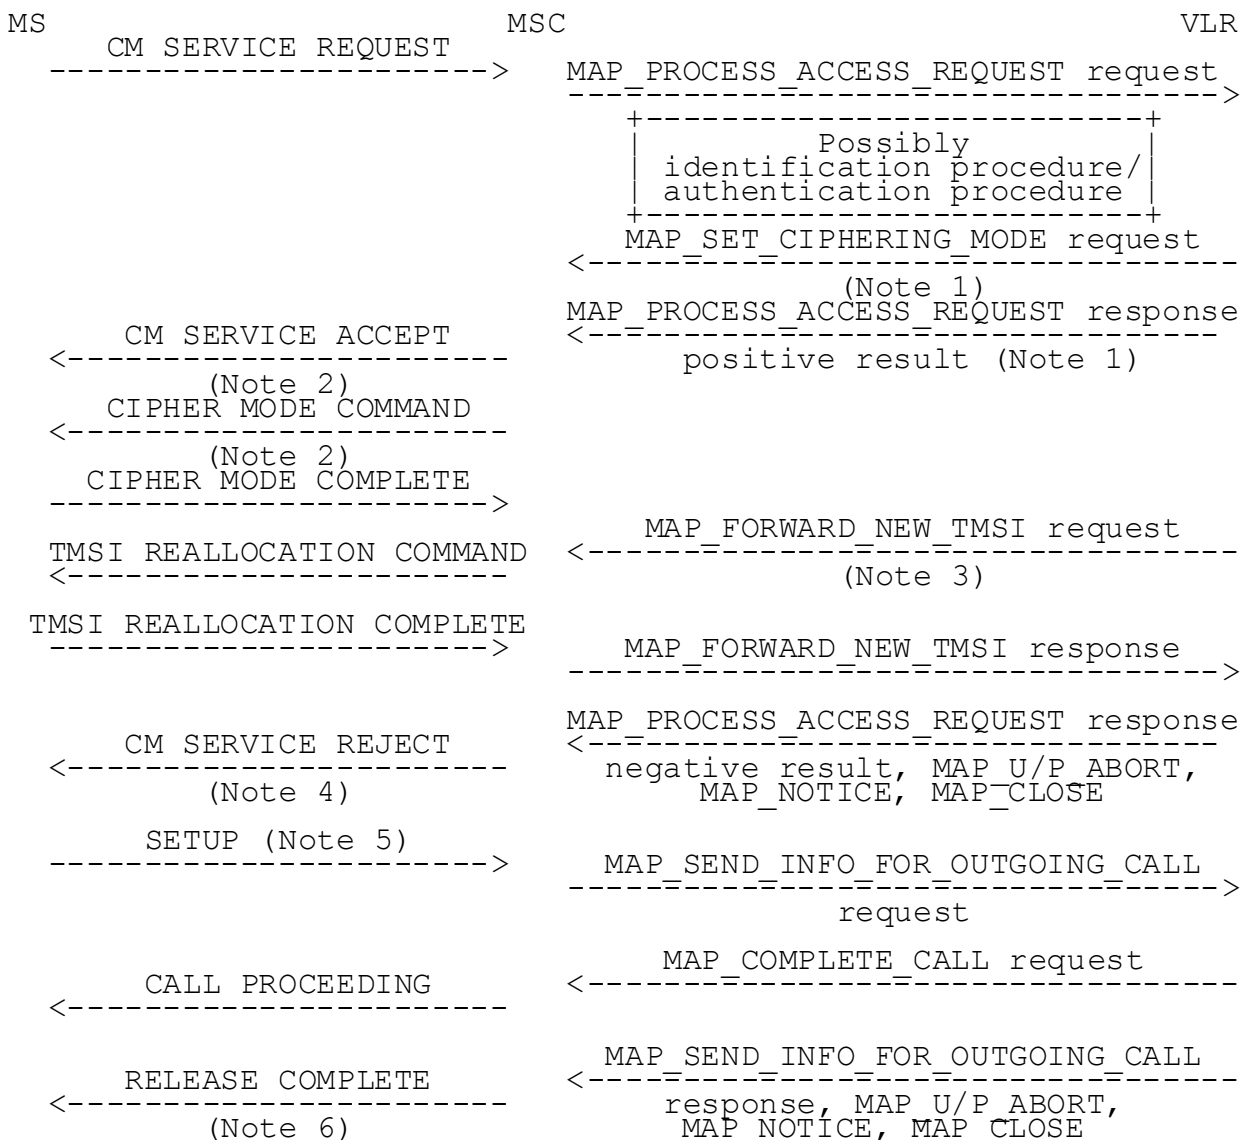 MS MSC VLR
CM SERVICE REQUEST
-----------------------> MAP_PROCESS_ACCESS_REQUEST request
---------------------------------->
+--------------------------+
| Possibly |
| identification procedure/|
| authentication procedure |
+--------------------------+
MAP_SET_CIPHERING_MODE request
<----------------------------------
(Note 1)
MAP_PROCESS_ACCESS_REQUEST response
CM SERVICE ACCEPT <---------------------------------
<----------------------- positive result (Note 1)
(Note 2)
CIPHER MODE COMMAND
<-----------------------
(Note 2)
CIPHER MODE COMPLETE
----------------------->
MAP_FORWARD_NEW_TMSI request
TMSI REALLOCATION COMMAND <----------------------------------
<----------------------- (Note 3)
TMSI REALLOCATION COMPLETE
-----------------------> MAP_FORWARD_NEW_TMSI response
---------------------------------->
MAP_PROCESS_ACCESS_REQUEST response
CM SERVICE REJECT <---------------------------------
<----------------------- negative result, MAP_U/P_ABORT,
(Note 4) MAP_NOTICE, MAP_CLOSE
SETUP (Note 5)
-----------------------> MAP_SEND_INFO_FOR_OUTGOING_CALL
---------------------------------->
request
MAP_COMPLETE_CALL request
CALL PROCEEDING <----------------------------------
<-----------------------
MAP_SEND_INFO_FOR_OUTGOING_CALL
RELEASE COMPLETE <----------------------------------
<----------------------- response, MAP_U/P_ABORT,
(Note 6) MAP_NOTICE, MAP_CLOSE